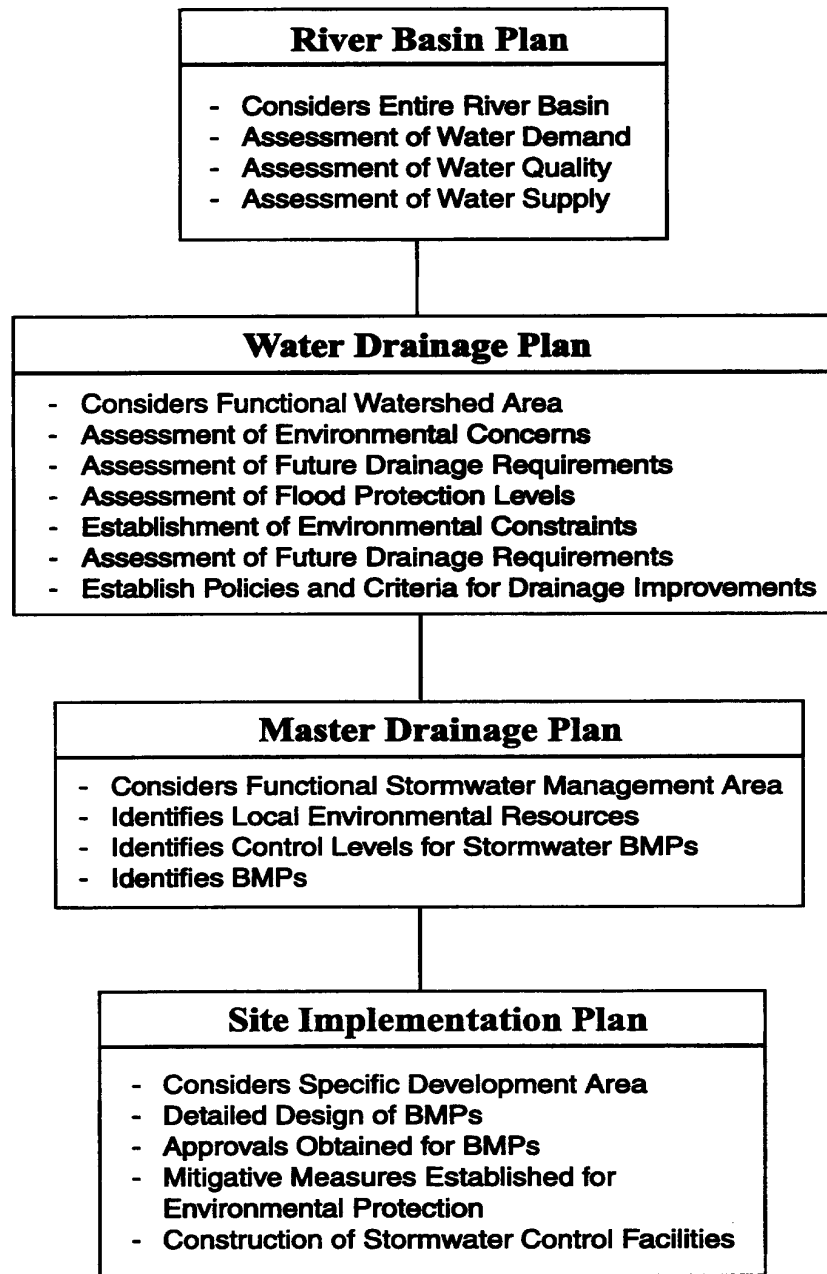 River Basin Plan
- Considers Entire River Basin
- Assessment of Water Demand
- Assessment of Water Quality
- Assessment of Water Supply
Water Drainage Plan
- Considers Functional Watershed Area
- Assessment of Environmental Concerns
- Assessment of Future Drainage Requirements
- Assessment of Flood Protection Levels
- Establishment of Environmental Constraints
- Assessment of Future Drainage Requirements
- Establish Policies and Criteria for Drainage Improvements
Master Drainage Plan
- Considers Functional Stormwater Management Area
- Identifies Local Environmental Resources
- Identifies Control Levels for Stormwater BMPs
- Identifies BMPs
Site Implementation Plan
- Considers Specific Development Area
- Detailed Design of BMPs
- Approvals Obtained for BMPs
- Mitigative Measures Established for
Environmental Protection
- Construction of Stormwater Control Facilities